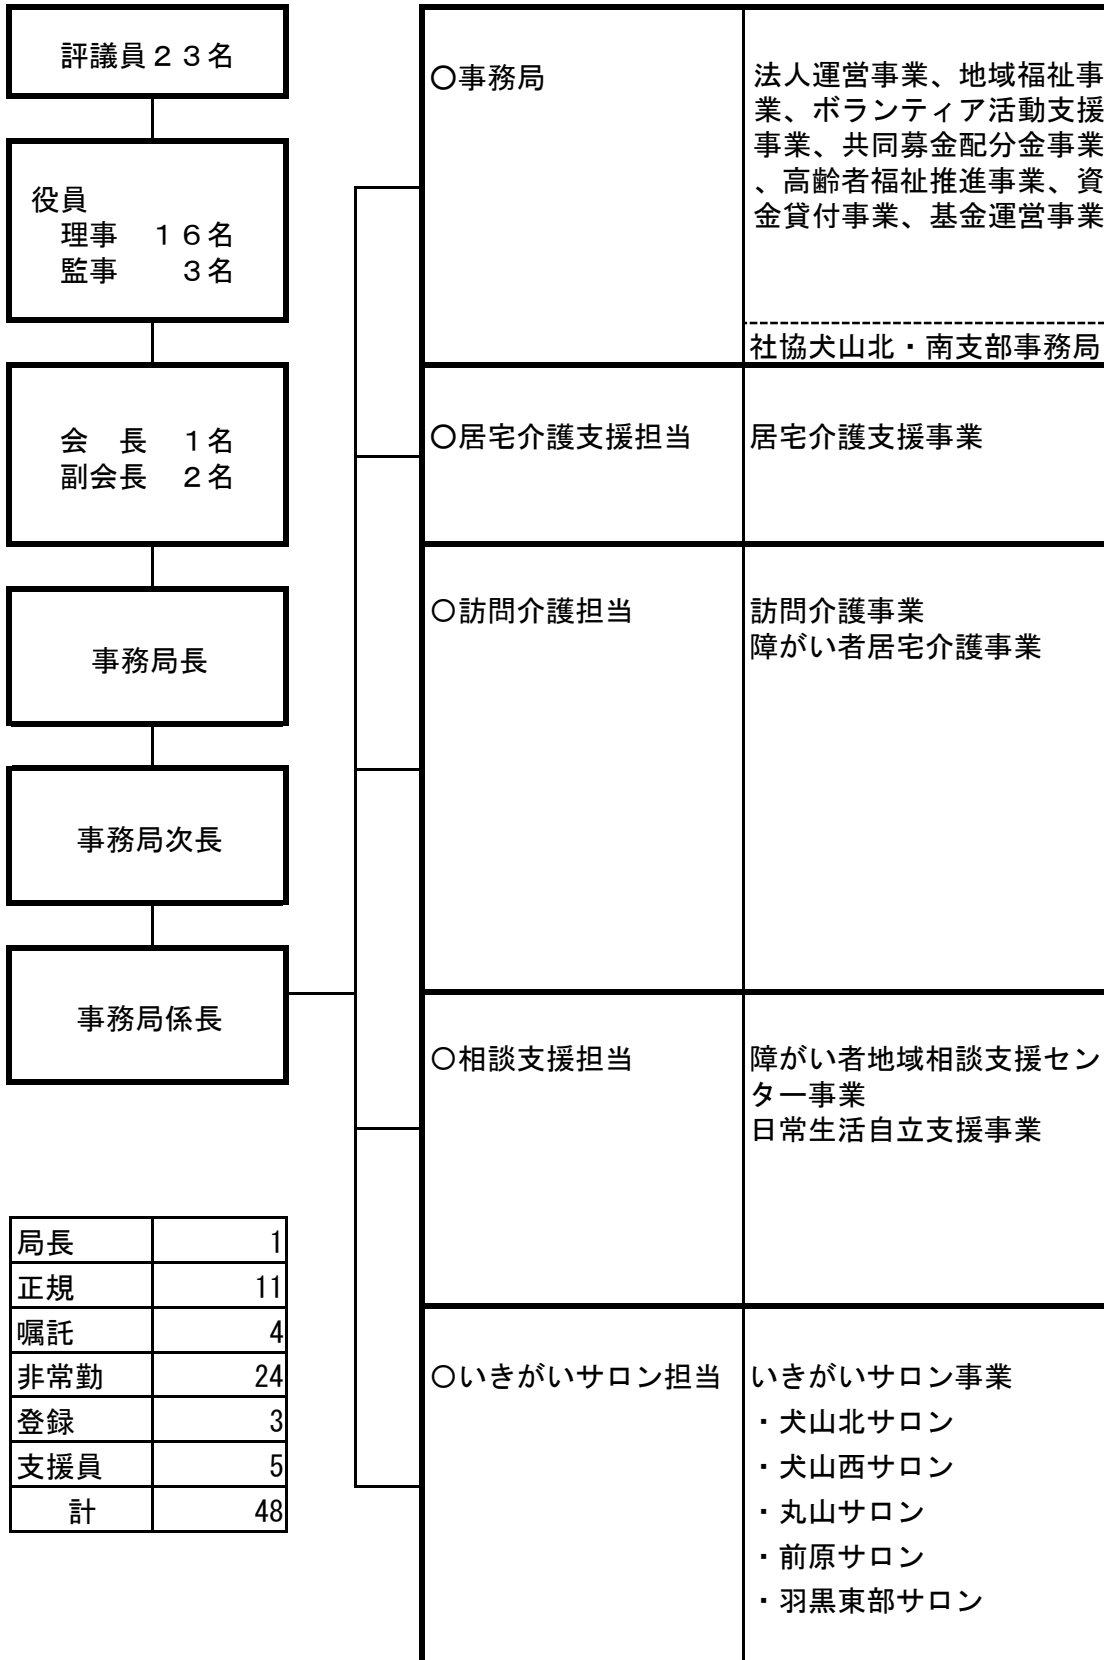 評議員２３名
役員
理事　１６名
監事　　３名
会　長　１名
副会長　２名
事務局長
事務局次長
事務局係長
局長 1
正規 11
嘱託 4
非常勤 24
登録 3
支援員 5
計 48
〇事務局
法人運営事業、地域福祉事
業、ボランティア活動支援
事業、共同募金配分金事業
、高齢者福祉推進事業、資
金貸付事業、基金運営事業
社協犬山北・南支部事務局
〇居宅介護支援担当
居宅介護支援事業
〇訪問介護担当
訪問介護事業
障がい者居宅介護事業
〇相談支援担当
障がい者地域相談支援セン
ター事業
日常生活自立支援事業
〇いきがいサロン担当
いきがいサロン事業
・犬山北サロン
・犬山西サロン
・丸山サロン
・前原サロン
・羽黒東部サロン